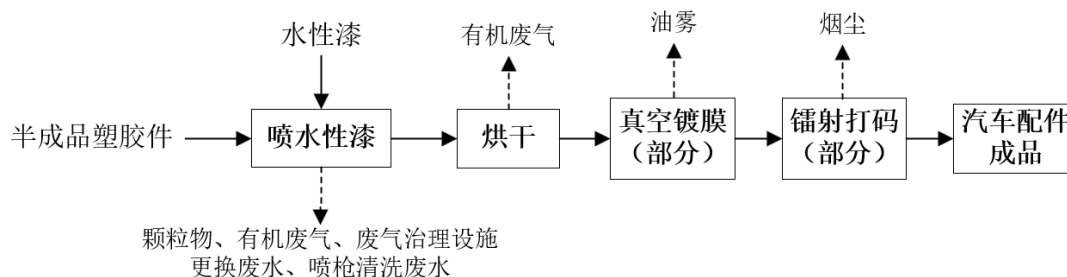 水性漆
有机废气
油雾
烟尘
半成品塑胶件
喷水性漆
烘干
真空镀膜
（部分）
镭射打码
（部分）
汽车配件
成品
颗粒物、有机废气、废气治理设施
更换废水、喷枪清洗废水